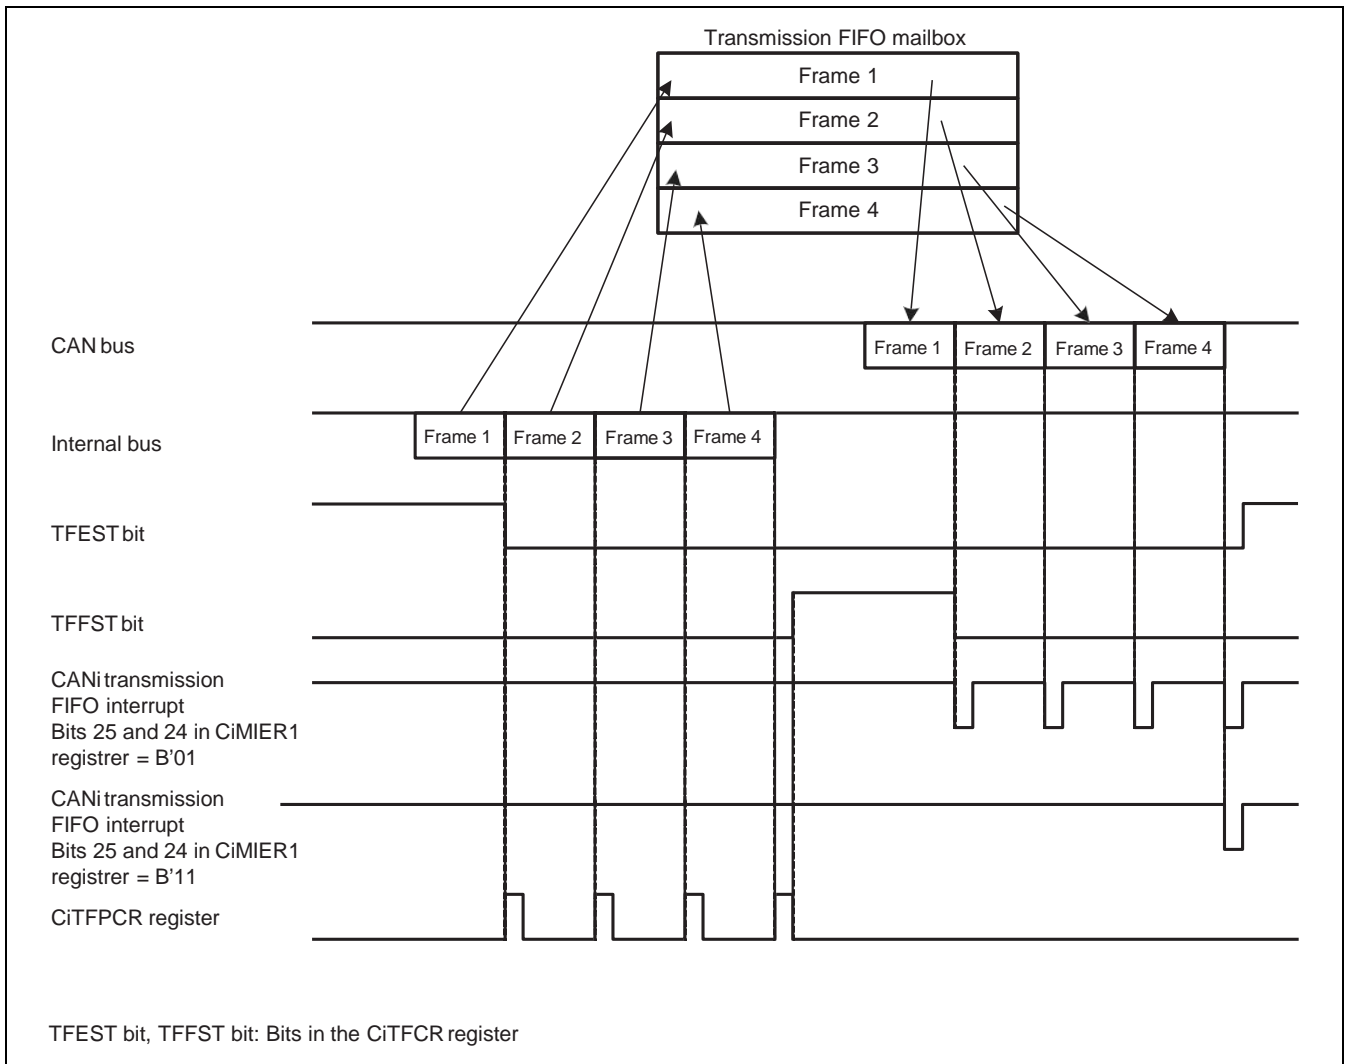 Transmission FIFO mailbox
Frame 1
Frame 2
Frame 3
Frame 4
CAN bus
Frame 1
Frame 2
Frame 3
Frame 4
Internal bus
Frame 1
Frame 2
Frame 3
Frame 4
TFEST bit
TFFST bit
CANi transmission
FIFO interrupt
Bits 25 and 24 in CiMIER1
registrer = B'01
CANi transmission
FIFO interrupt
Bits 25 and 24 in CiMIER1
registrer = B'11
CiTFPCR register
TFEST bit, TFFST bit: Bits in the CiTFCR register